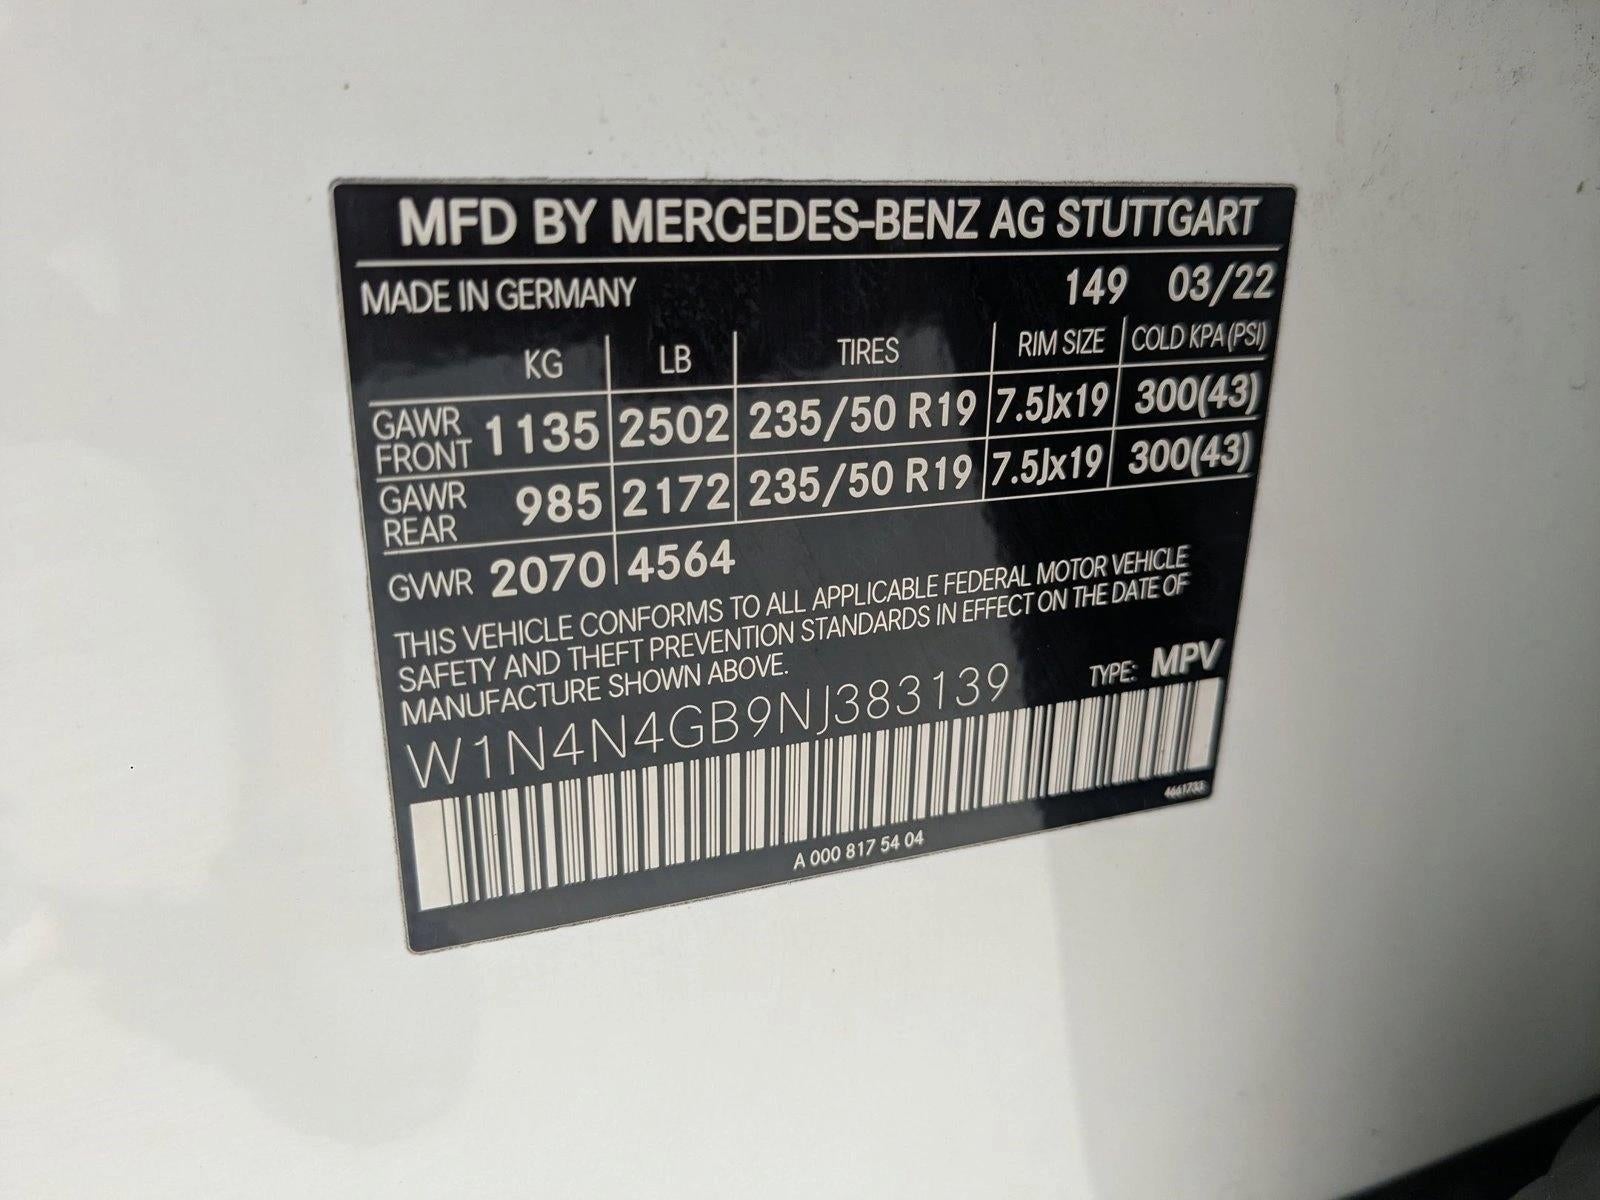 MFD BY MERCEDES-BENZ AG STUTTGART
MADE IN GERMANY 149 03/22
KG LB TIRES RIM SIZE COLD KPA(PSI)
GAWR FRONT 1135 2502 235/50 R19 7.5Jx19 300(43)
GAWR REAR 985 2172 235/50 R19 7.5Jx19 300(43)
GVWR 2070 4564
THIS VEHICLE CONFORMS TO ALL APPLICABLE FEDERAL MOTOR VEHICLE
SAFETY AND THEFT PREVENTION STANDARDS IN EFFECT ON THE DATE OF
MANUFACTURE SHOWN ABOVE.
TYPE: MPV
W1N4N4GB9NJ383139
4661733
A 000 817 54 04